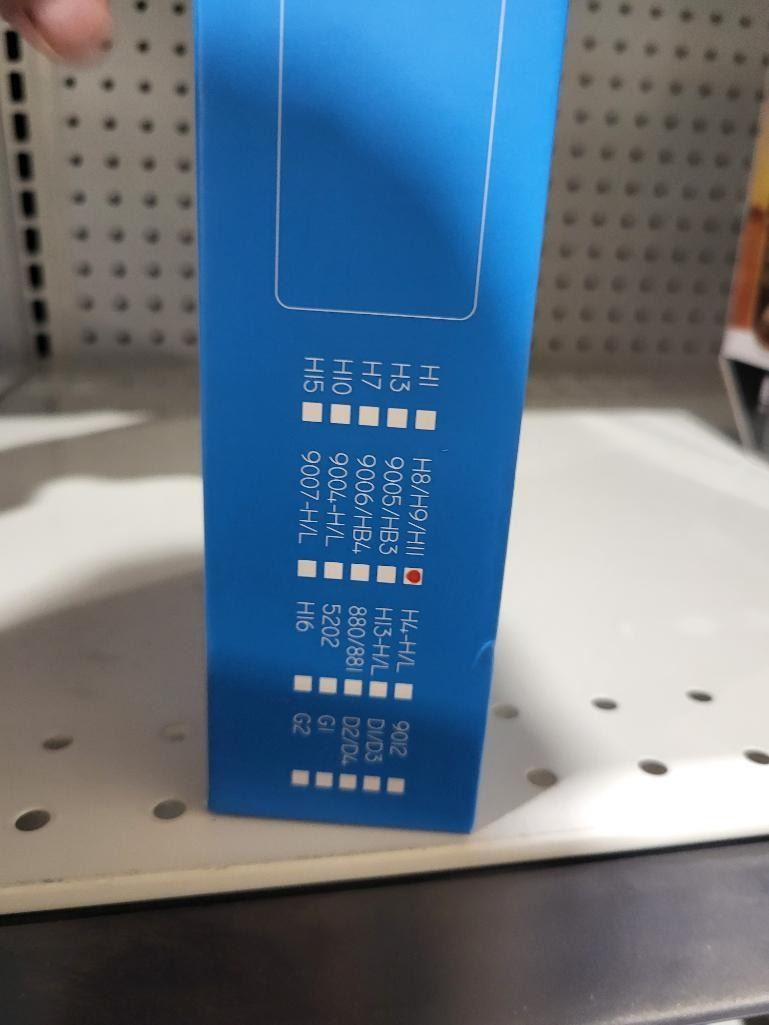 H1
H3
H7
H10
H15
H8/H9/H11
9005/HB3
9006/HB4
9004-H/L
9007-H/L
H4-H/L
H13-H/L
880/881
5202
H16
9012
D1/D3
D2/D4
G1
G2